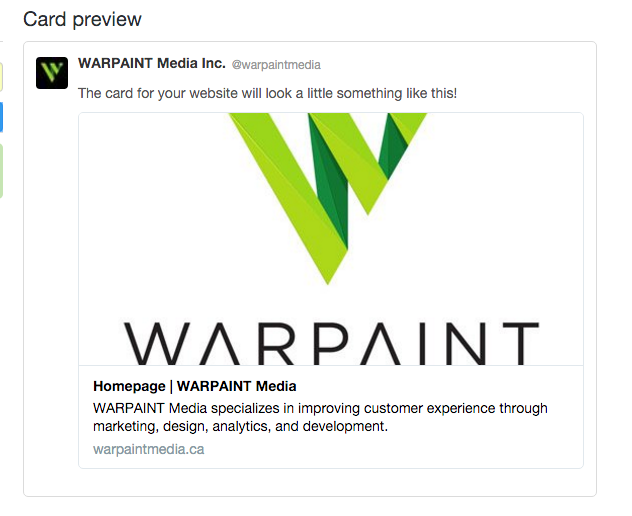 Card preview
WARPAINT Media Inc. @warpaintmedia
The card for your website will look a little something like this!
WARPAINT
Homepage | WARPAINT Media
WARPAINT Media specializes in improving customer experience through
marketing, design, analytics, and development.
warpaintmedia.ca